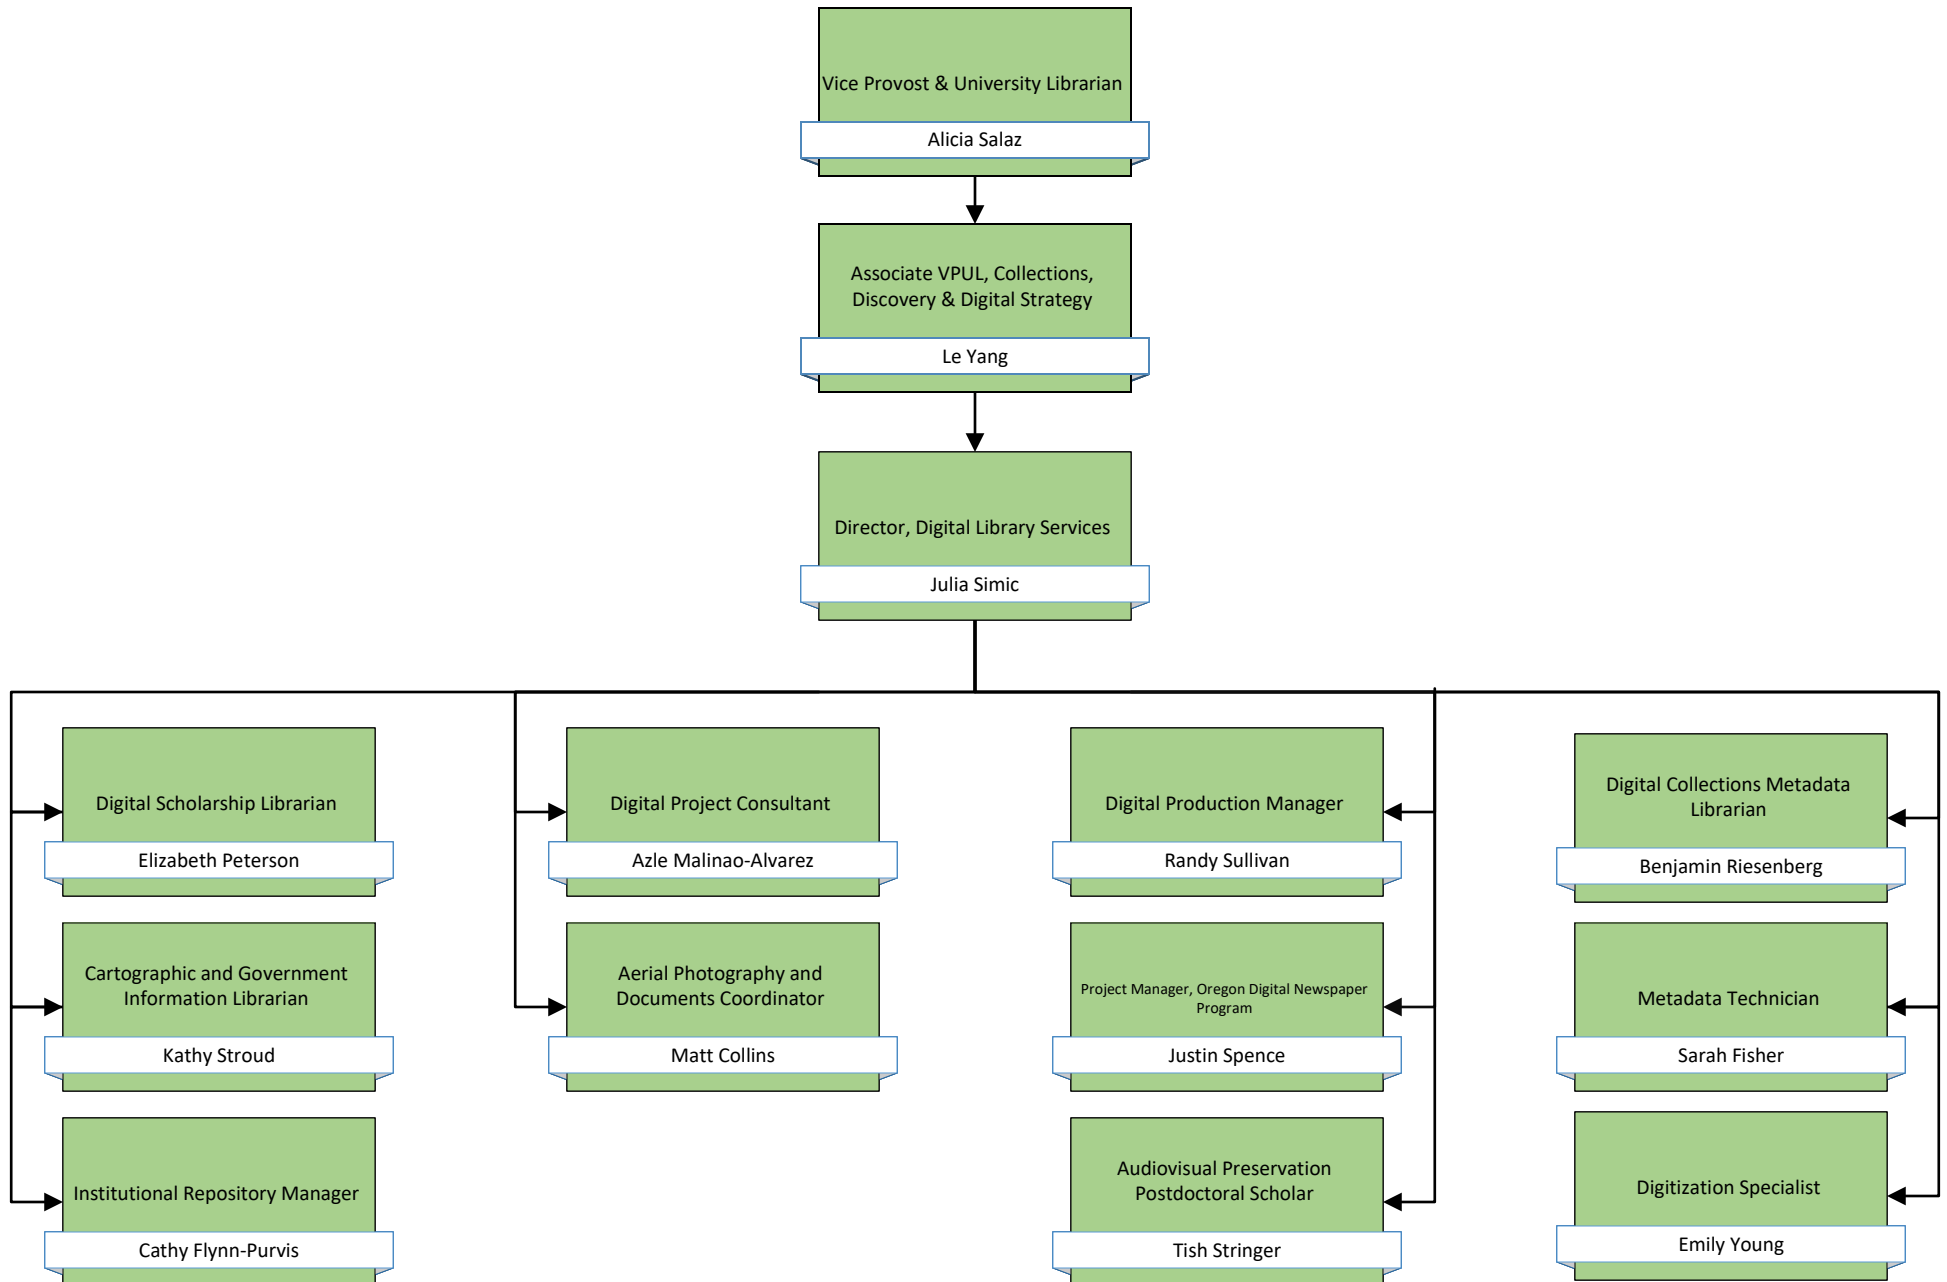 Vice Provost & University Librarian
Alicia Salaz
Associate VPUL, Collections,
Discovery & Digital Strategy
Le Yang
Director, Digital Library Services
Julia Simic
Digital Scholarship Librarian
Elizabeth Peterson
Digital Project Consultant
Azle Malinao-Alvarez
Digital Production Manager
Randy Sullivan
Digital Collections Metadata
Librarian
Benjamin Riesenberg
Cartographic and Government
Information Librarian
Kathy Stroud
Aerial Photography and
Documents Coordinator
Matt Collins
Project Manager, Oregon Digital Newspaper
Program
Justin Spence
Metadata Technician
Sarah Fisher
Institutional Repository Manager
Cathy Flynn-Purvis
Audiovisual Preservation
Postdoctoral Scholar
Tish Stringer
Digitization Specialist
Emily Young